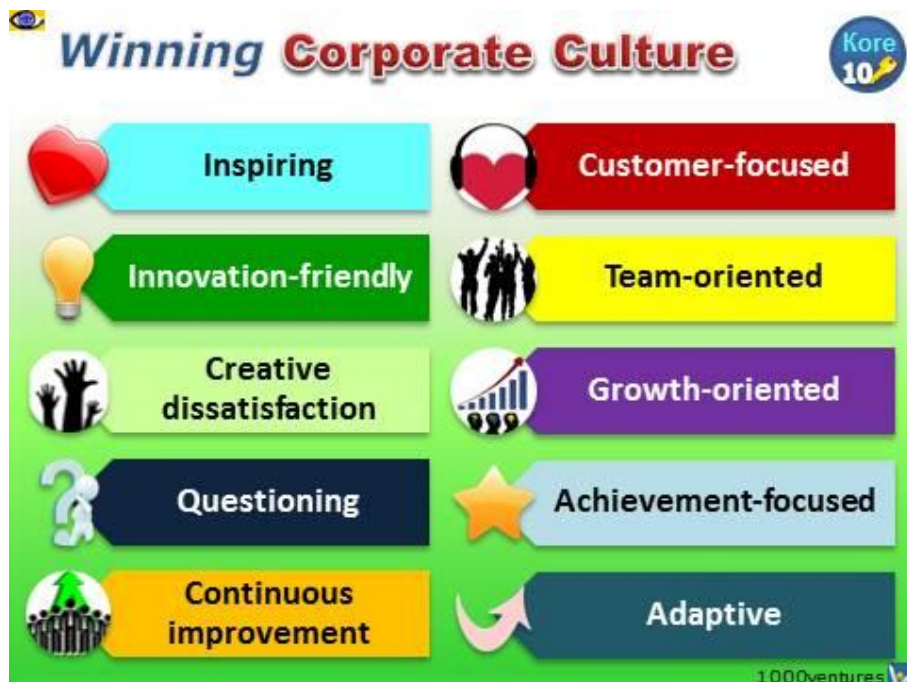 Winning Corporate Culture
Kore
10
Inspiring
Innovation-friendly
Creative
dissatisfaction
Questioning
Continuous
improvement
Customer-focused
Team-oriented
Growth-oriented
Achievement-focused
Adaptive
1000ventures